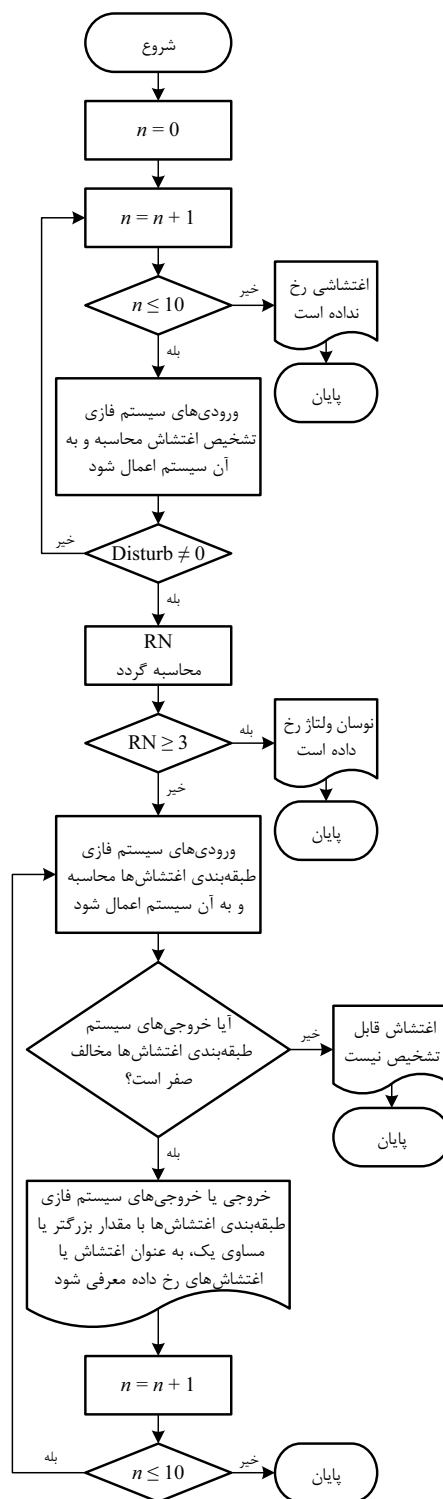 شروع
n = 0
n = n + 1
n ≤ 10
خیر
اغتشاشی رخ
نداده است
پایان
بله
ورودی‌های سیستم فازی
تشخیص اغتشاش محاسبه و به
آن سیستم اعمال شود
خیر
Disturb ≠ 0
بله
RN
محاسبه گردد
RN ≥ 3
بله
نوسان ولتاژ رخ
داده است
پایان
خیر
ورودی‌های سیستم فازی
طبقه‌بندی اغتشاش‌ها محاسبه
و به آن سیستم اعمال شود
آیا خروجی‌های سیستم
طبقه‌بندی اغتشاش‌ها مخالف
صفر است؟
خیر
اغتشاش قابل
تشخیص نیست
پایان
بله
خروجی یا خروجی‌های سیستم فازی
طبقه‌بندی اغتشاش‌ها با مقدار بزرگتر یا
مساوی یک، به عنوان اغتشاش یا
اغتشاش‌های رخ داده معرفی شود
n = n + 1
بله
n ≤ 10
خیر
پایان